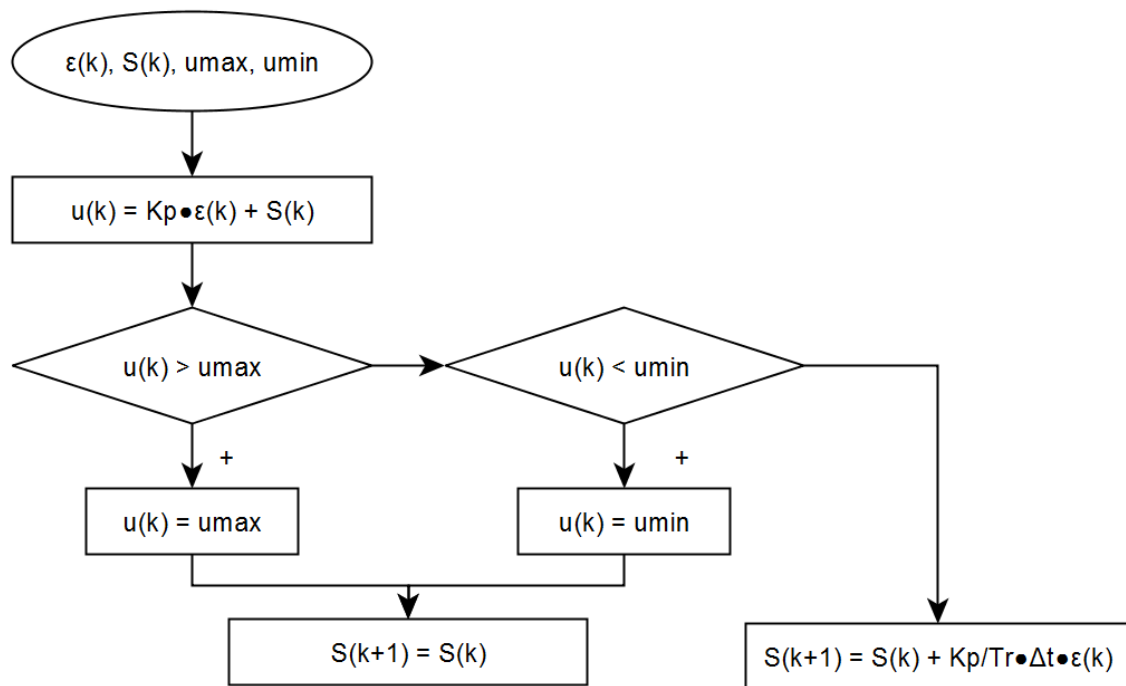 ε(k), S(k), umax, umin
u(k) = Kp●ε(k) + S(k)
u(k) > umax
u(k) < umin
+
+
u(k) = umax
u(k) = umin
S(k+1) = S(k)
S(k+1) = S(k) + Kp/Tr●Δt●ε(k)